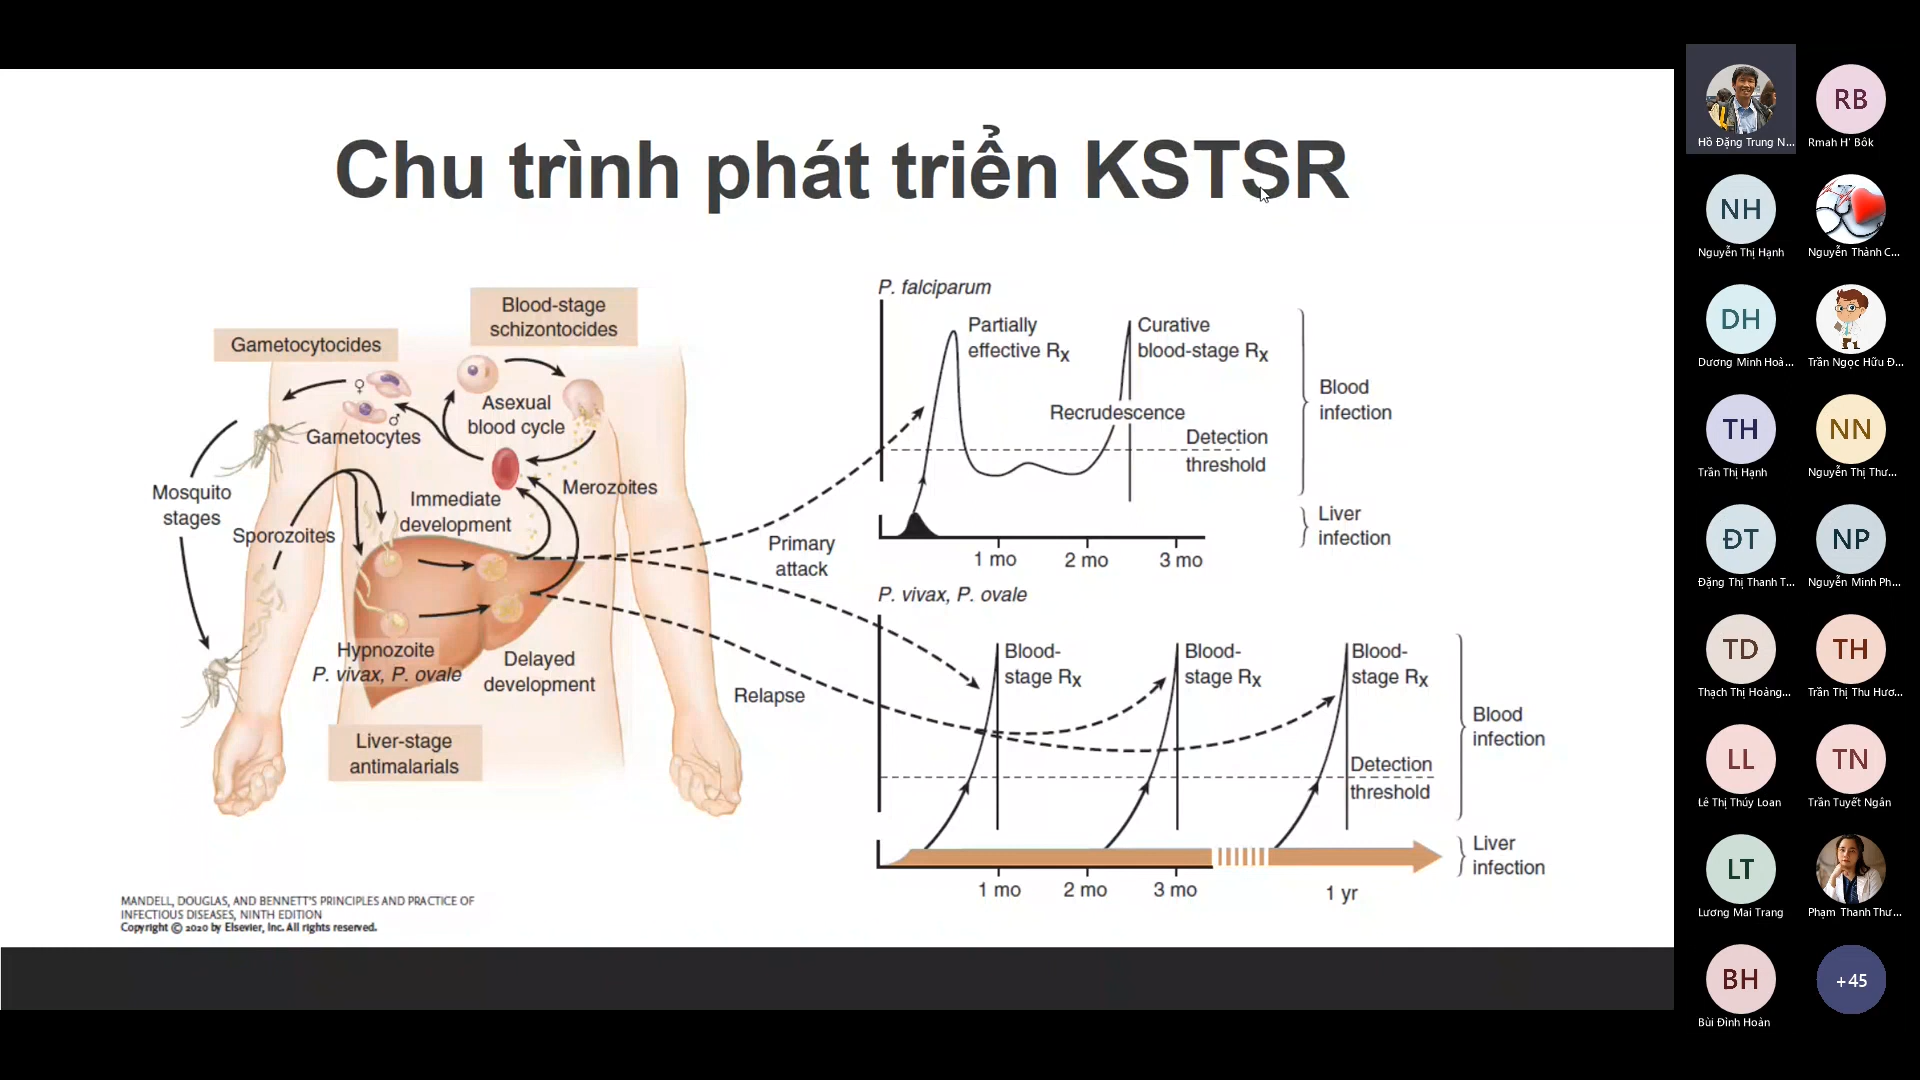 Chu trình phát triển KSTSR
Blood-stage
schizontocides
Gametocytocides
♀
♂
Gametocytes
Asexual
blood cycle
Merozoites
Immediate
development
Mosquito
stages
Sporozoites
Hypnozoite
P. vivax, P. ovale
Delayed
development
Liver-stage
antimalarials
Primary
attack
Relapse
P. falciparum
Partially
effective Rx
Curative
blood-stage Rx
Recrudescence
Detection
threshold
Blood
infection
Liver
infection
1 mo
2 mo
3 mo
P. vivax, P. ovale
Blood-
stage Rx
Blood-
stage Rx
Blood-
stage Rx
Detection
threshold
Blood
infection
Liver
infection
1 mo
2 mo
3 mo
1 yr
MANDELL, DOUGLAS, AND BENNETT'S PRINCIPLES AND PRACTICE OF
INFECTIOUS DISEASES, NINTH EDITION
Copyright © 2020 by Elsevier, Inc. All rights reserved.
Hồ Đặng Trung N...
RB
Rmah H' Bôk
NH
Nguyễn Thị Hạnh
Nguyễn Thành C...
DH
Dương Minh Hoà...
Trần Ngọc Hữu Đ...
TH
Trần Thị Hạnh
NN
Nguyễn Thị Thư...
ĐT
Đặng Thị Thanh T...
NP
Nguyễn Minh Ph...
TD
Thạch Thị Hoàng...
TH
Trần Thị Thu Hươ...
LL
Lê Thị Thúy Loan
TN
Trần Tuyết Ngân
LT
Lương Mai Trang
Phạm Thanh Thư...
BH
Bùi Đình Hoàn
+45